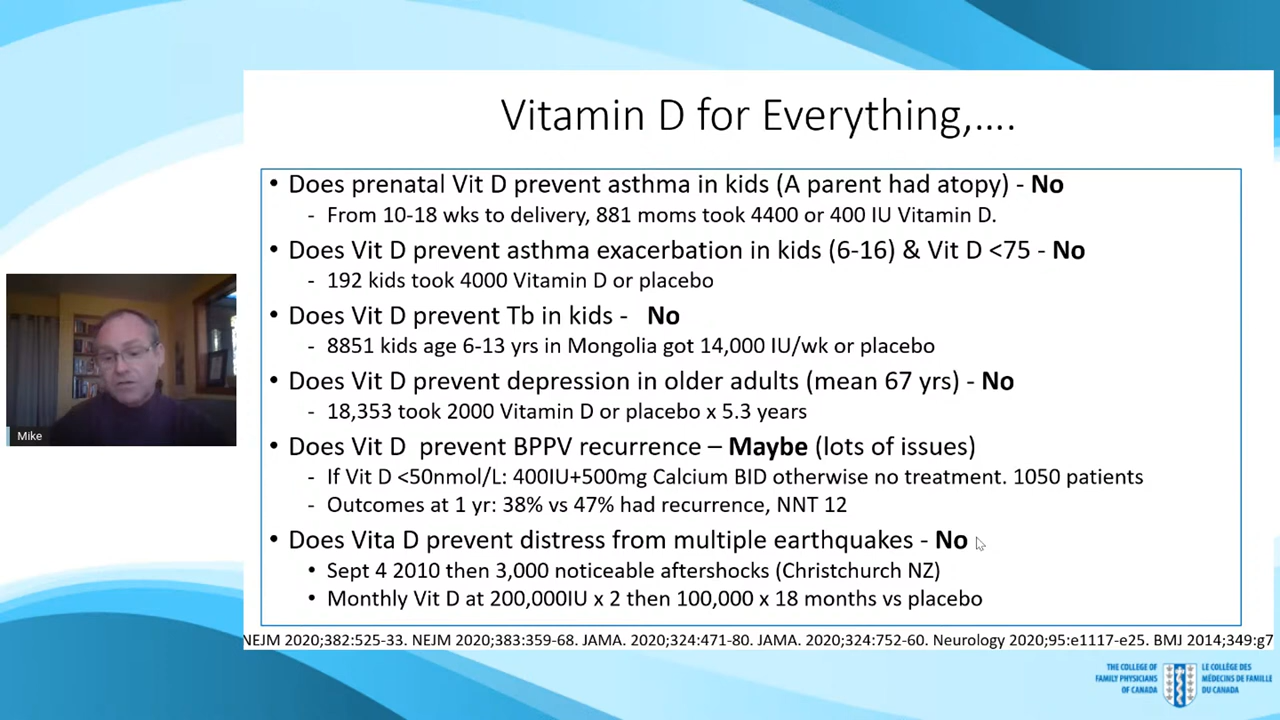 Vitamin D for Everything,....
• Does prenatal Vit D prevent asthma in kids (A parent had atopy) - No
- From 10-18 wks to delivery, 881 moms took 4400 or 400 IU Vitamin D.
• Does Vit D prevent asthma exacerbation in kids (6-16) & Vit D <75 - No
- 192 kids took 4000 Vitamin D or placebo
• Does Vit D prevent Tb in kids - No
- 8851 kids age 6-13 yrs in Mongolia got 14,000 IU/wk or placebo
• Does Vit D prevent depression in older adults (mean 67 yrs) - No
- 18,353 took 2000 Vitamin D or placebo x 5.3 years
• Does Vit D prevent BPPV recurrence – Maybe (lots of issues)
- If Vit D <50nmol/L: 400IU+500mg Calcium BID otherwise no treatment. 1050 patients
- Outcomes at 1 yr: 38% vs 47% had recurrence, NNT 12
• Does Vita D prevent distress from multiple earthquakes - No
• Sept 4 2010 then 3,000 noticeable aftershocks (Christchurch NZ)
• Monthly Vit D at 200,000IU x 2 then 100,000 x 18 months vs placebo
NEJM 2020;382:525-33. NEJM 2020;383:359-68. JAMA. 2020;324:471-80. JAMA. 2020;324:752-60. Neurology 2020;95:e1117-e25. BMJ 2014;349:g7
Mike
THE COLLEGE OF
FAMILY PHYSICIANS
OF CANADA
LE COLLÈGE DES
MÉDECINS DE FAMILLE
DU CANADA